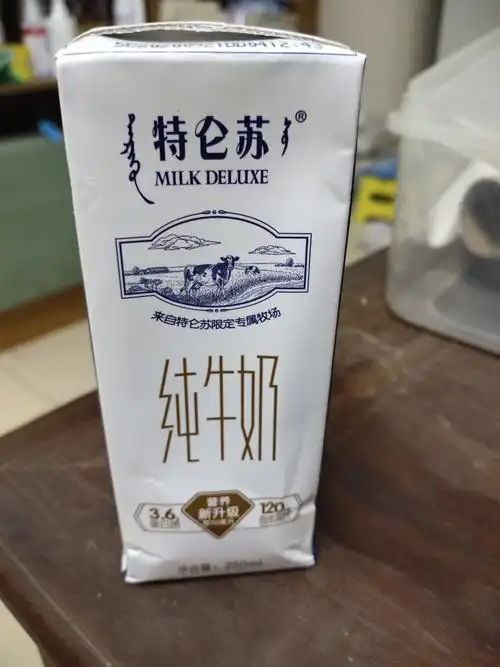 特仑苏®
MILK DELUXE
来自特仑苏限定专属牧场
纯牛奶
营养
3.6 新升级 120
250mL